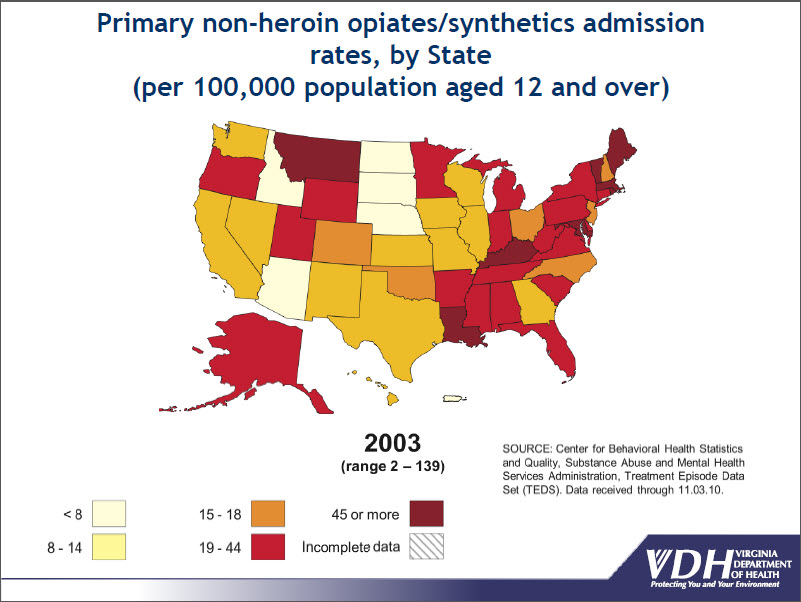 Primary non-heroin opiates/synthetics admission
rates, by State
(per 100,000 population aged 12 and over)
2003
(range 2 – 139)
SOURCE: Center for Behavioral Health Statistics
and Quality, Substance Abuse and Mental Health
Services Administration, Treatment Episode Data
Set (TEDS). Data received through 11.03.10.
< 8
15 - 18
45 or more
8 - 14
19 - 44
Incomplete data
VDH VIRGINIA
DEPARTMENT
OF HEALTH
Protecting You and Your Environment